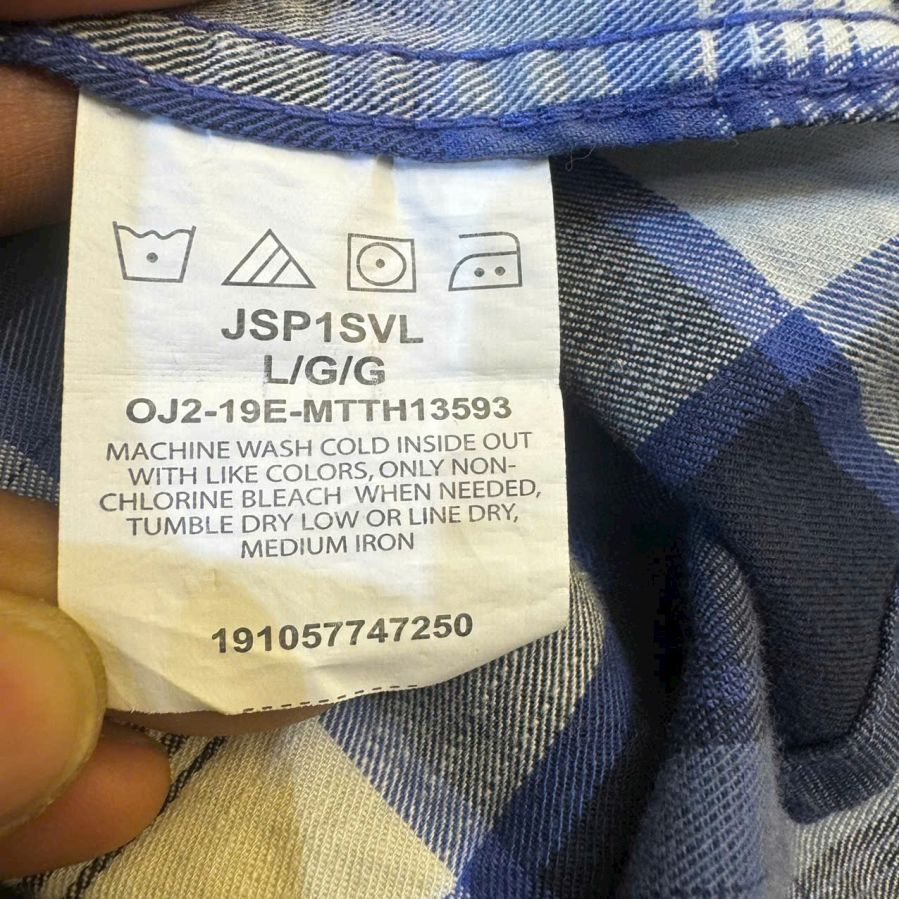 JSP1SVL
L/G/G
OJ2-19E-MTTH13593
MACHINE WASH COLD INSIDE OUT
WITH LIKE COLORS, ONLY NON-
CHLORINE BLEACH WHEN NEEDED,
TUMBLE DRY LOW OR LINE DRY,
MEDIUM IRON
191057747250